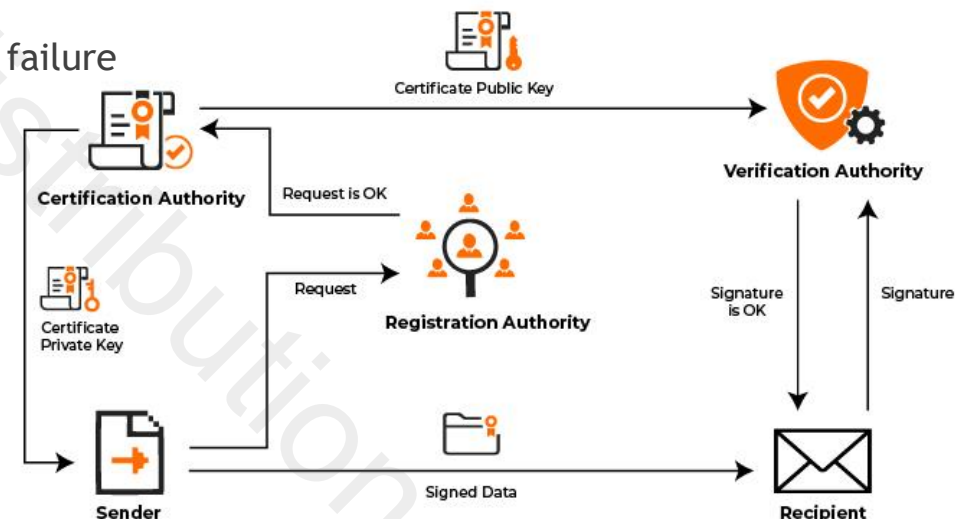 failure
Certificate Public Key
Certification Authority
Verification Authority
Request is OK
Request
Registration Authority
Certificate
Private Key
Signature
is OK
Signature
Signed Data
Sender
Recipient